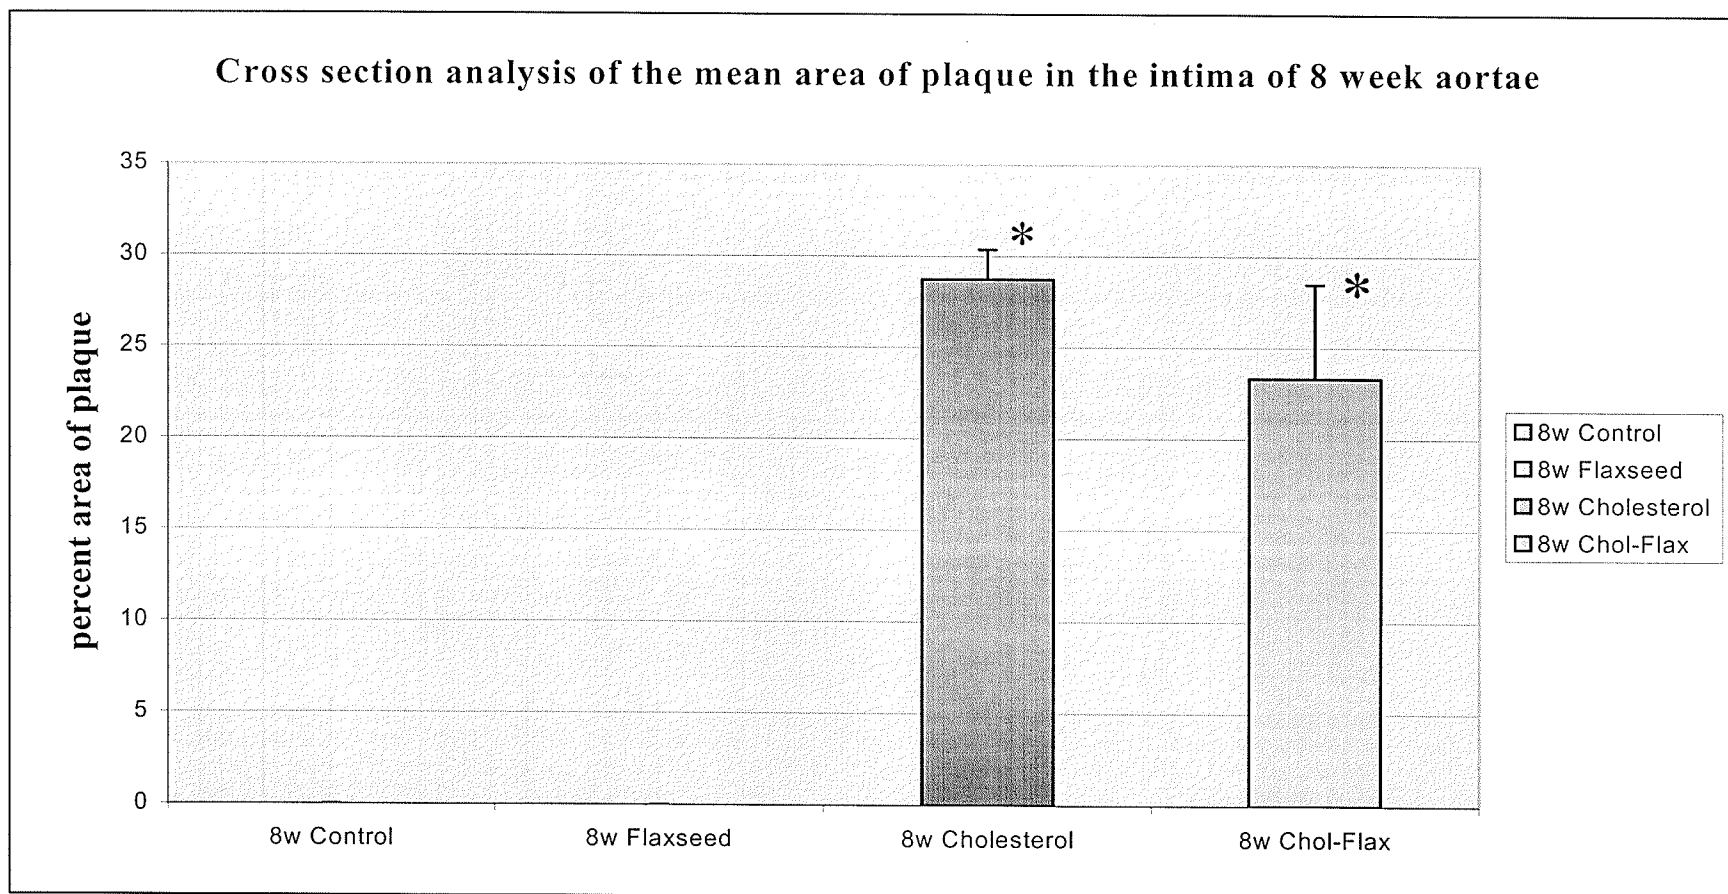 Cross section analysis of the mean area of plaque in the intima of 8 week aortae
percent area of plaque
35
30
25
20
15
10
5
0
*
*
8w Control
8w Flaxseed
8w Cholesterol
8w Chol-Flax
8w Control
8w Flaxseed
8w Cholesterol
8w Chol-Flax